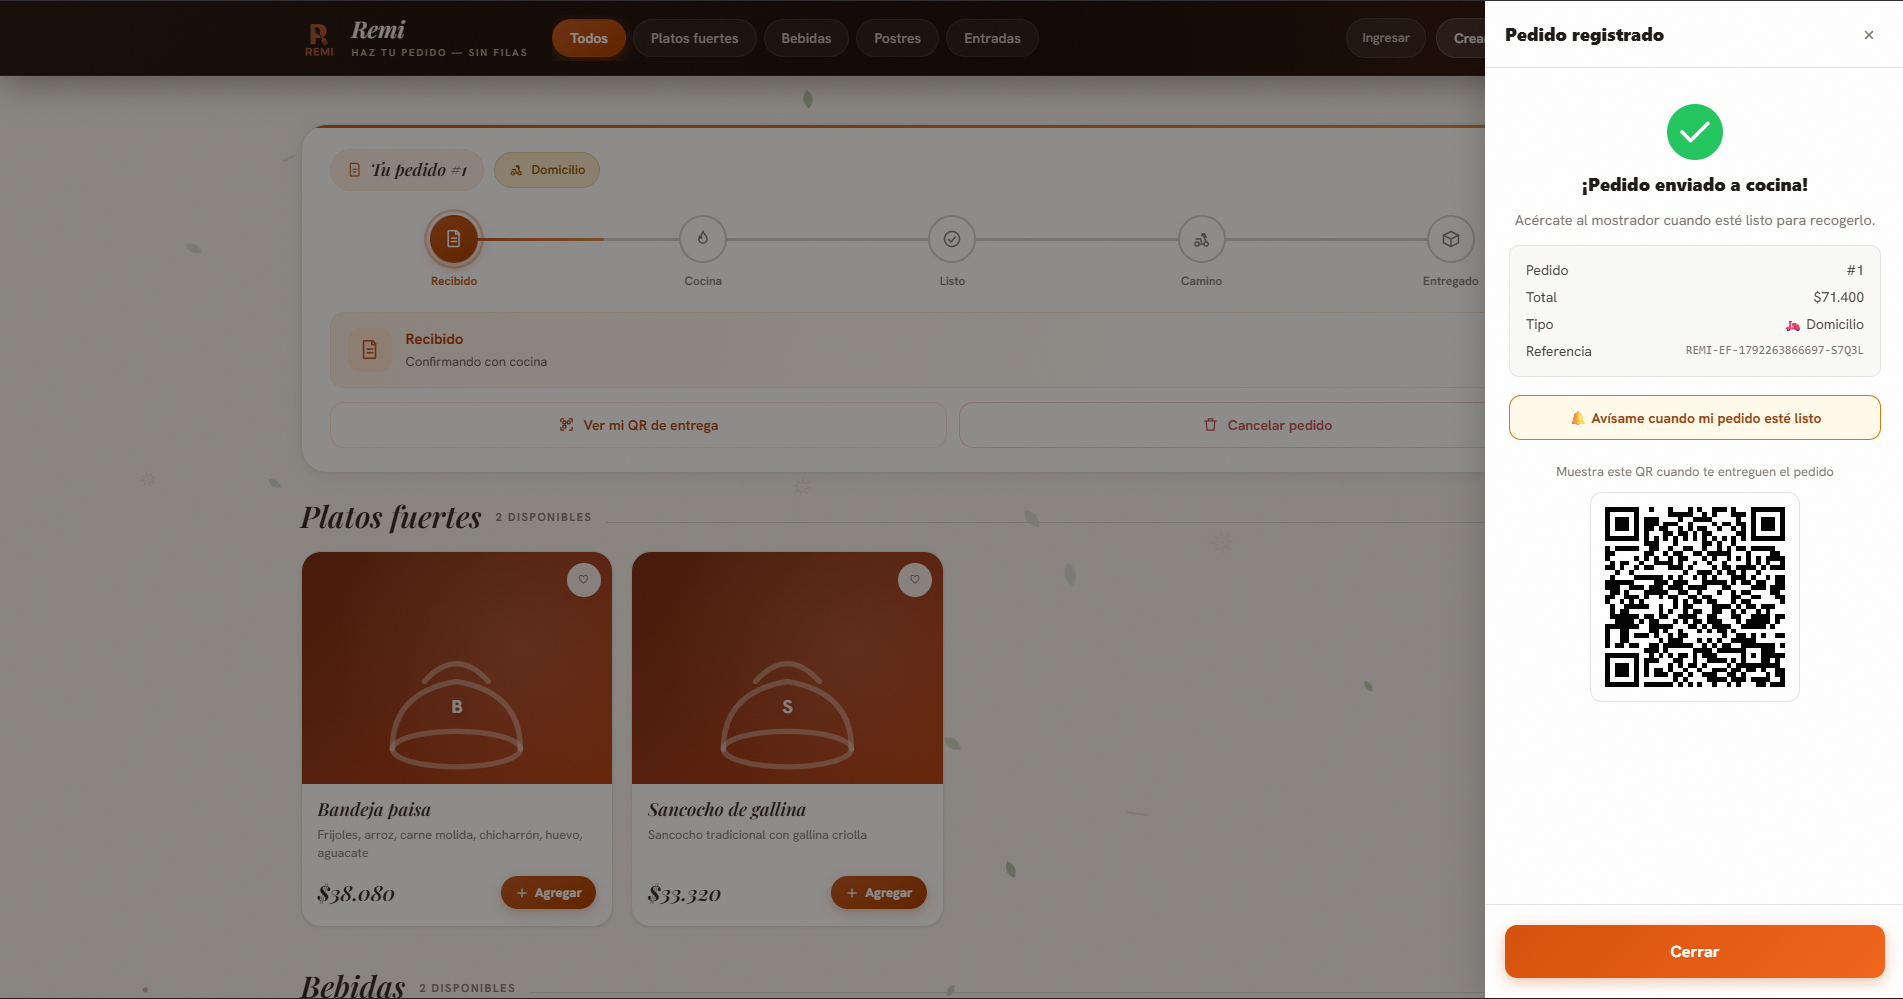 REMI
Remi
HAZ TU PEDIDO — SIN FILAS
Todos
Platos fuertes
Bebidas
Postres
Entradas
Ingresar
Tu pedido #1
Domicilio
Recibido
Cocina
Listo
Camino
Entregado
Recibido
Confirmando con cocina
Ver mi QR de entrega
Cancelar pedido
Platos fuertes
2 DISPONIBLES
B
S
Bandeja paisa
Frijoles, arroz, carne molida, chicharrón, huevo,
aguacate
$38.080
+ Agregar
Sancocho de gallina
Sancocho tradicional con gallina criolla
$33.320
+ Agregar
Bebidas
2 DISPONIBLES
Pedido registrado
×
¡Pedido enviado a cocina!
Acércate al mostrador cuando esté listo para recogerlo.
Pedido #1
Total $71.400
Tipo Domicilio
Referencia REMI-EF-1792263866697-S7Q3L
Avísame cuando mi pedido esté listo
Muestra este QR cuando te entreguen el pedido
Cerrar